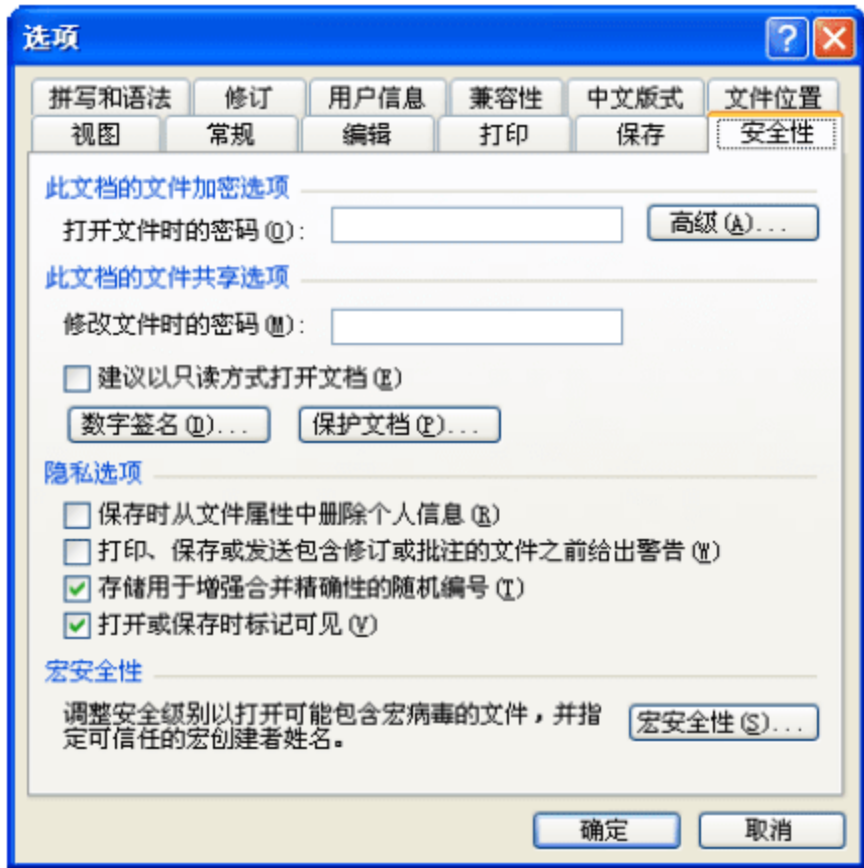 选项
拼写和语法 修订 用户信息 兼容性 中文版式 文件位置
视图 常规 编辑 打印 保存 安全性
此文档的文件加密选项
打开文件时的密码(O): 高级(A)...
此文档的文件共享选项
修改文件时的密码(M):
建议以只读方式打开文档(E)
数字签名(D)... 保护文档(P)...
隐私选项
保存时从文件属性中删除个人信息(R)
打印、保存或发送包含修订或批注的文件之前给出警告(W)
存储用于增强合并精确性的随机编号(T)
打开或保存时标记可见(V)
宏安全性
调整安全级别以打开可能包含宏病毒的文件，并指
定可信任的宏创建者姓名。 宏安全性(S)...
确定 取消